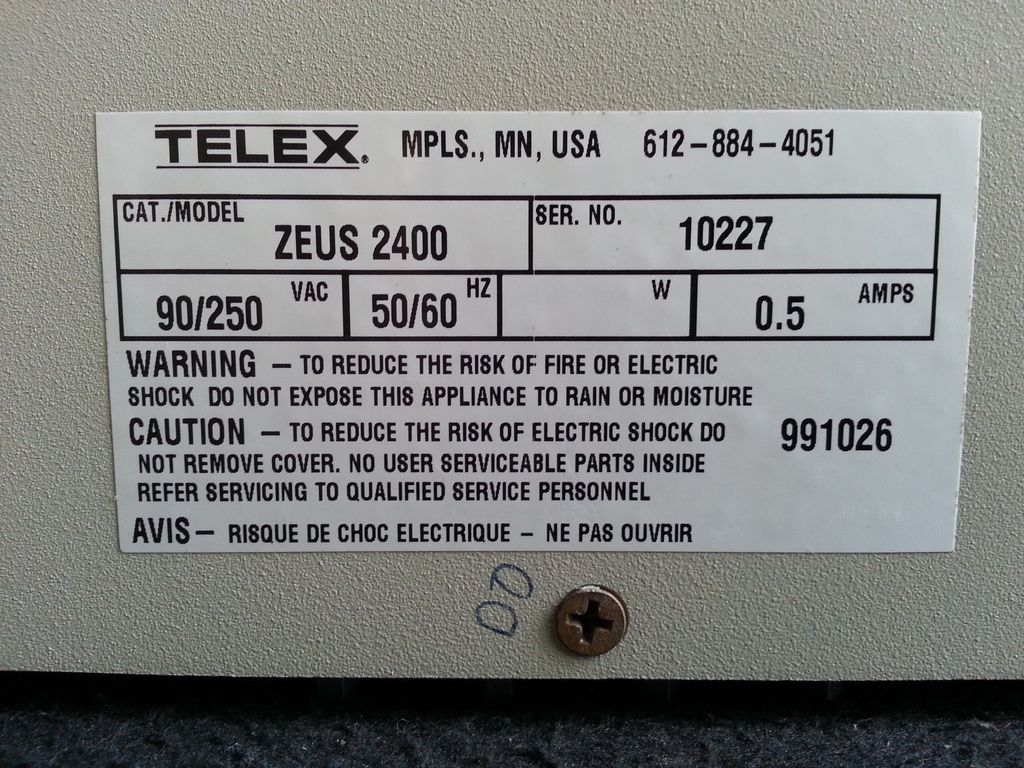 TELEX® MPLS., MN, USA 612-884-4051
CAT./MODEL ZEUS 2400 SER. NO. 10227
90/250 VAC 50/60 HZ W 0.5 AMPS
WARNING — TO REDUCE THE RISK OF FIRE OR ELECTRIC
SHOCK DO NOT EXPOSE THIS APPLIANCE TO RAIN OR MOISTURE
CAUTION — TO REDUCE THE RISK OF ELECTRIC SHOCK DO
NOT REMOVE COVER. NO USER SERVICEABLE PARTS INSIDE
991026
REFER SERVICING TO QUALIFIED SERVICE PERSONNEL
AVIS — RISQUE DE CHOC ELECTRIQUE – NE PAS OUVRIR